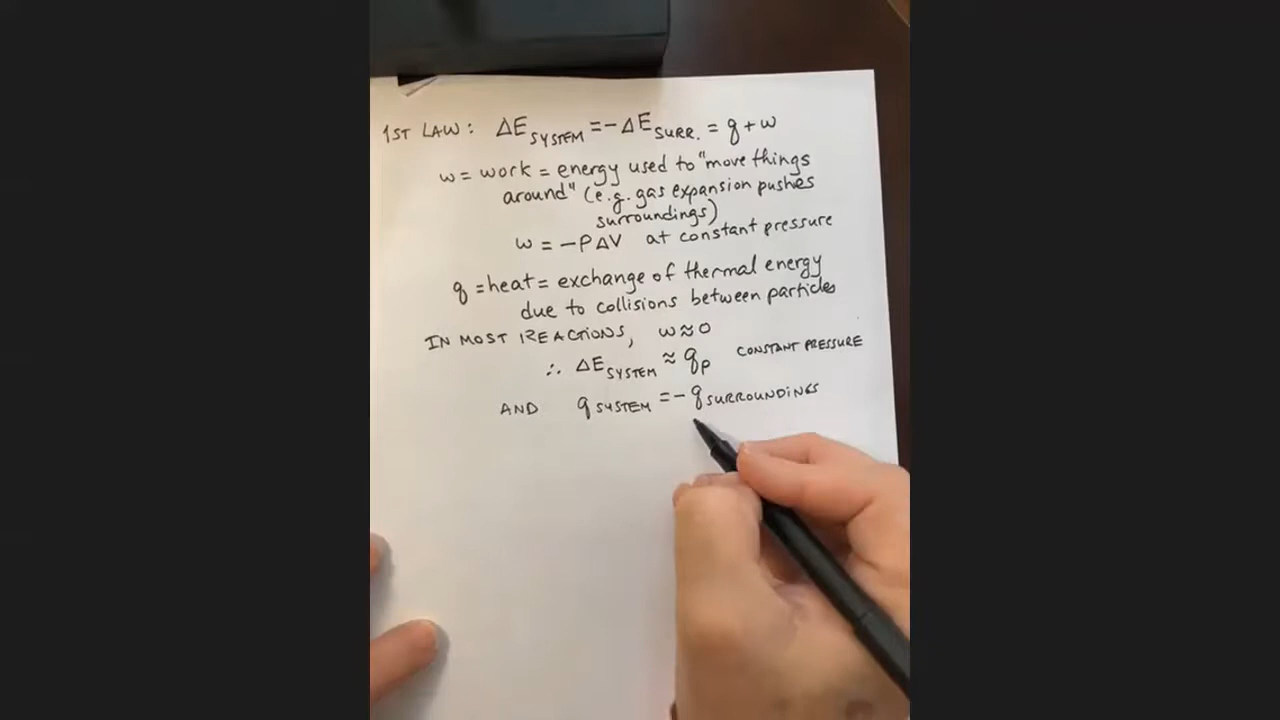 1ST LAW: ΔE SYSTEM = -ΔE SURR. = q + w
w = work = energy used to "move things
around" (e.g. gas expansion pushes
surroundings)
w = -PΔV at constant pressure
q = heat = exchange of thermal energy
due to collisions between particles
IN MOST REACTIONS, w ≈ 0
∴ ΔE SYSTEM ≈ qP CONSTANT PRESSURE
AND q SYSTEM = -q SURROUNDINGS